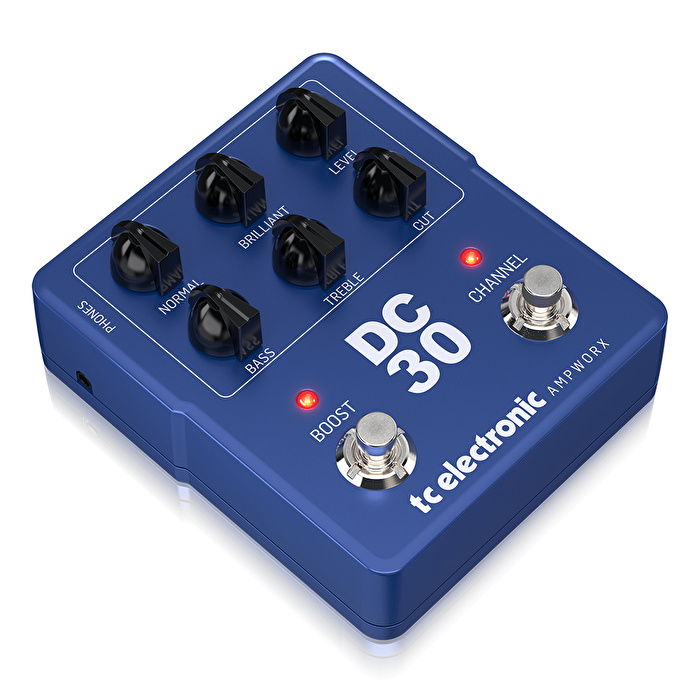 LEVEL
BRILLIANT
CUT
NORMAL
TREBLE
PHONES
BASS
CHANNEL
DC
30
BOOST
tc electronic AMPWORX